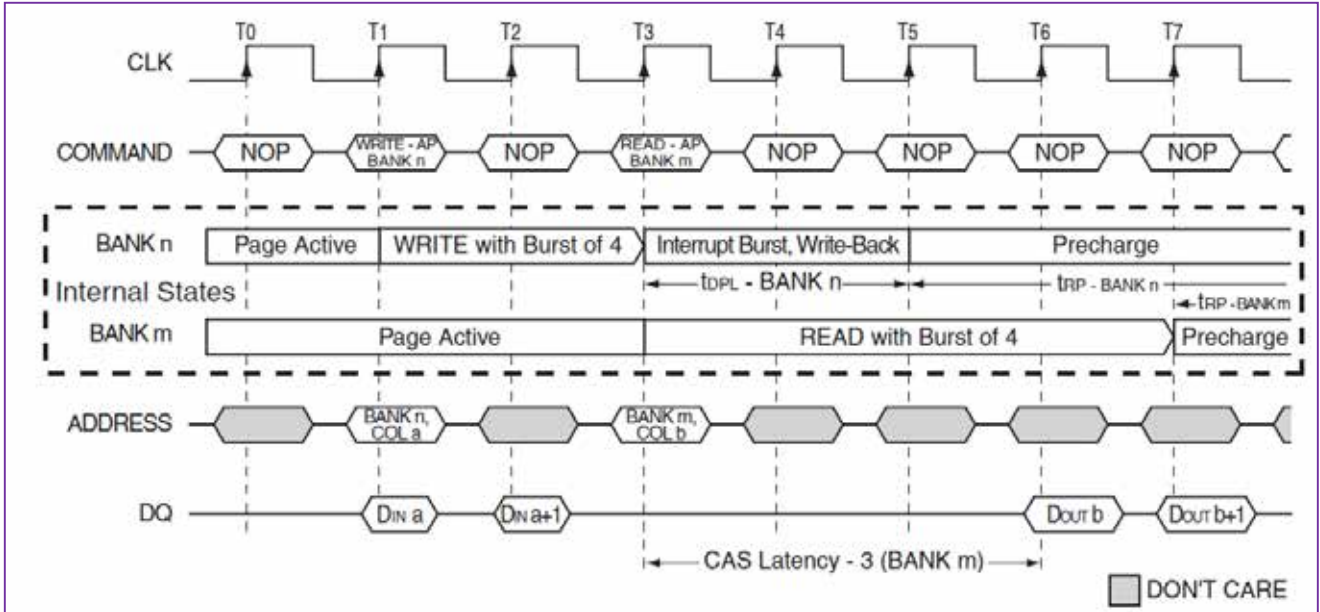 T0 T1 T2 T3 T4 T5 T6 T7
CLK
COMMAND NOP WRITE - AP BANK n NOP READ - AP BANK m NOP NOP NOP NOP
BANK n Page Active WRITE with Burst of 4 Interrupt Burst, Write-Back Precharge
tDPL - BANK n tRP - BANK n
Internal States
tRP - BANK m
BANK m Page Active READ with Burst of 4 Precharge
ADDRESS BANK n, COL a BANK m, COL b
DQ DIN a DIN a+1 DOUT b DOUT b+1
CAS Latency - 3 (BANK m)
DON'T CARE